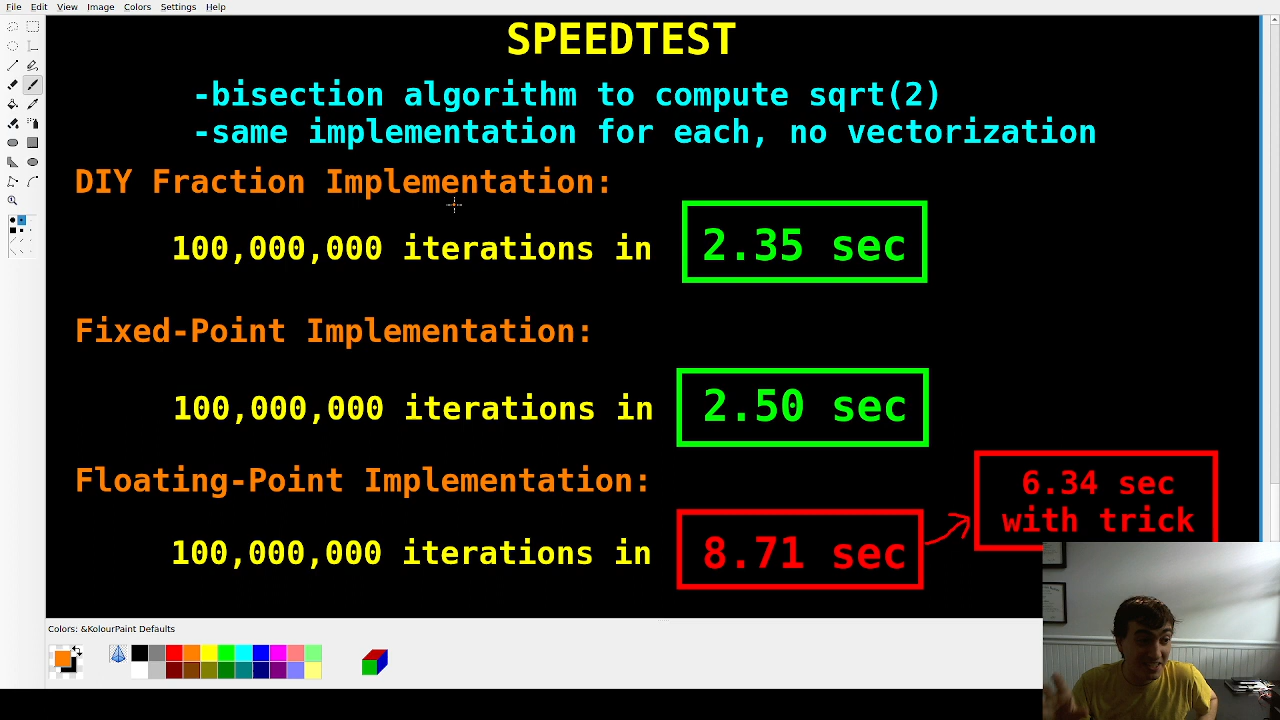 File Edit View Image Colors Settings Help
SPEEDTEST
-bisection algorithm to compute sqrt(2)
-same implementation for each, no vectorization
DIY Fraction Implementation:
100,000,000 iterations in 2.35 sec
Fixed-Point Implementation:
100,000,000 iterations in 2.50 sec
Floating-Point Implementation:
6.34 sec
with trick
100,000,000 iterations in 8.71 sec
Colors: &KolourPaint Defaults